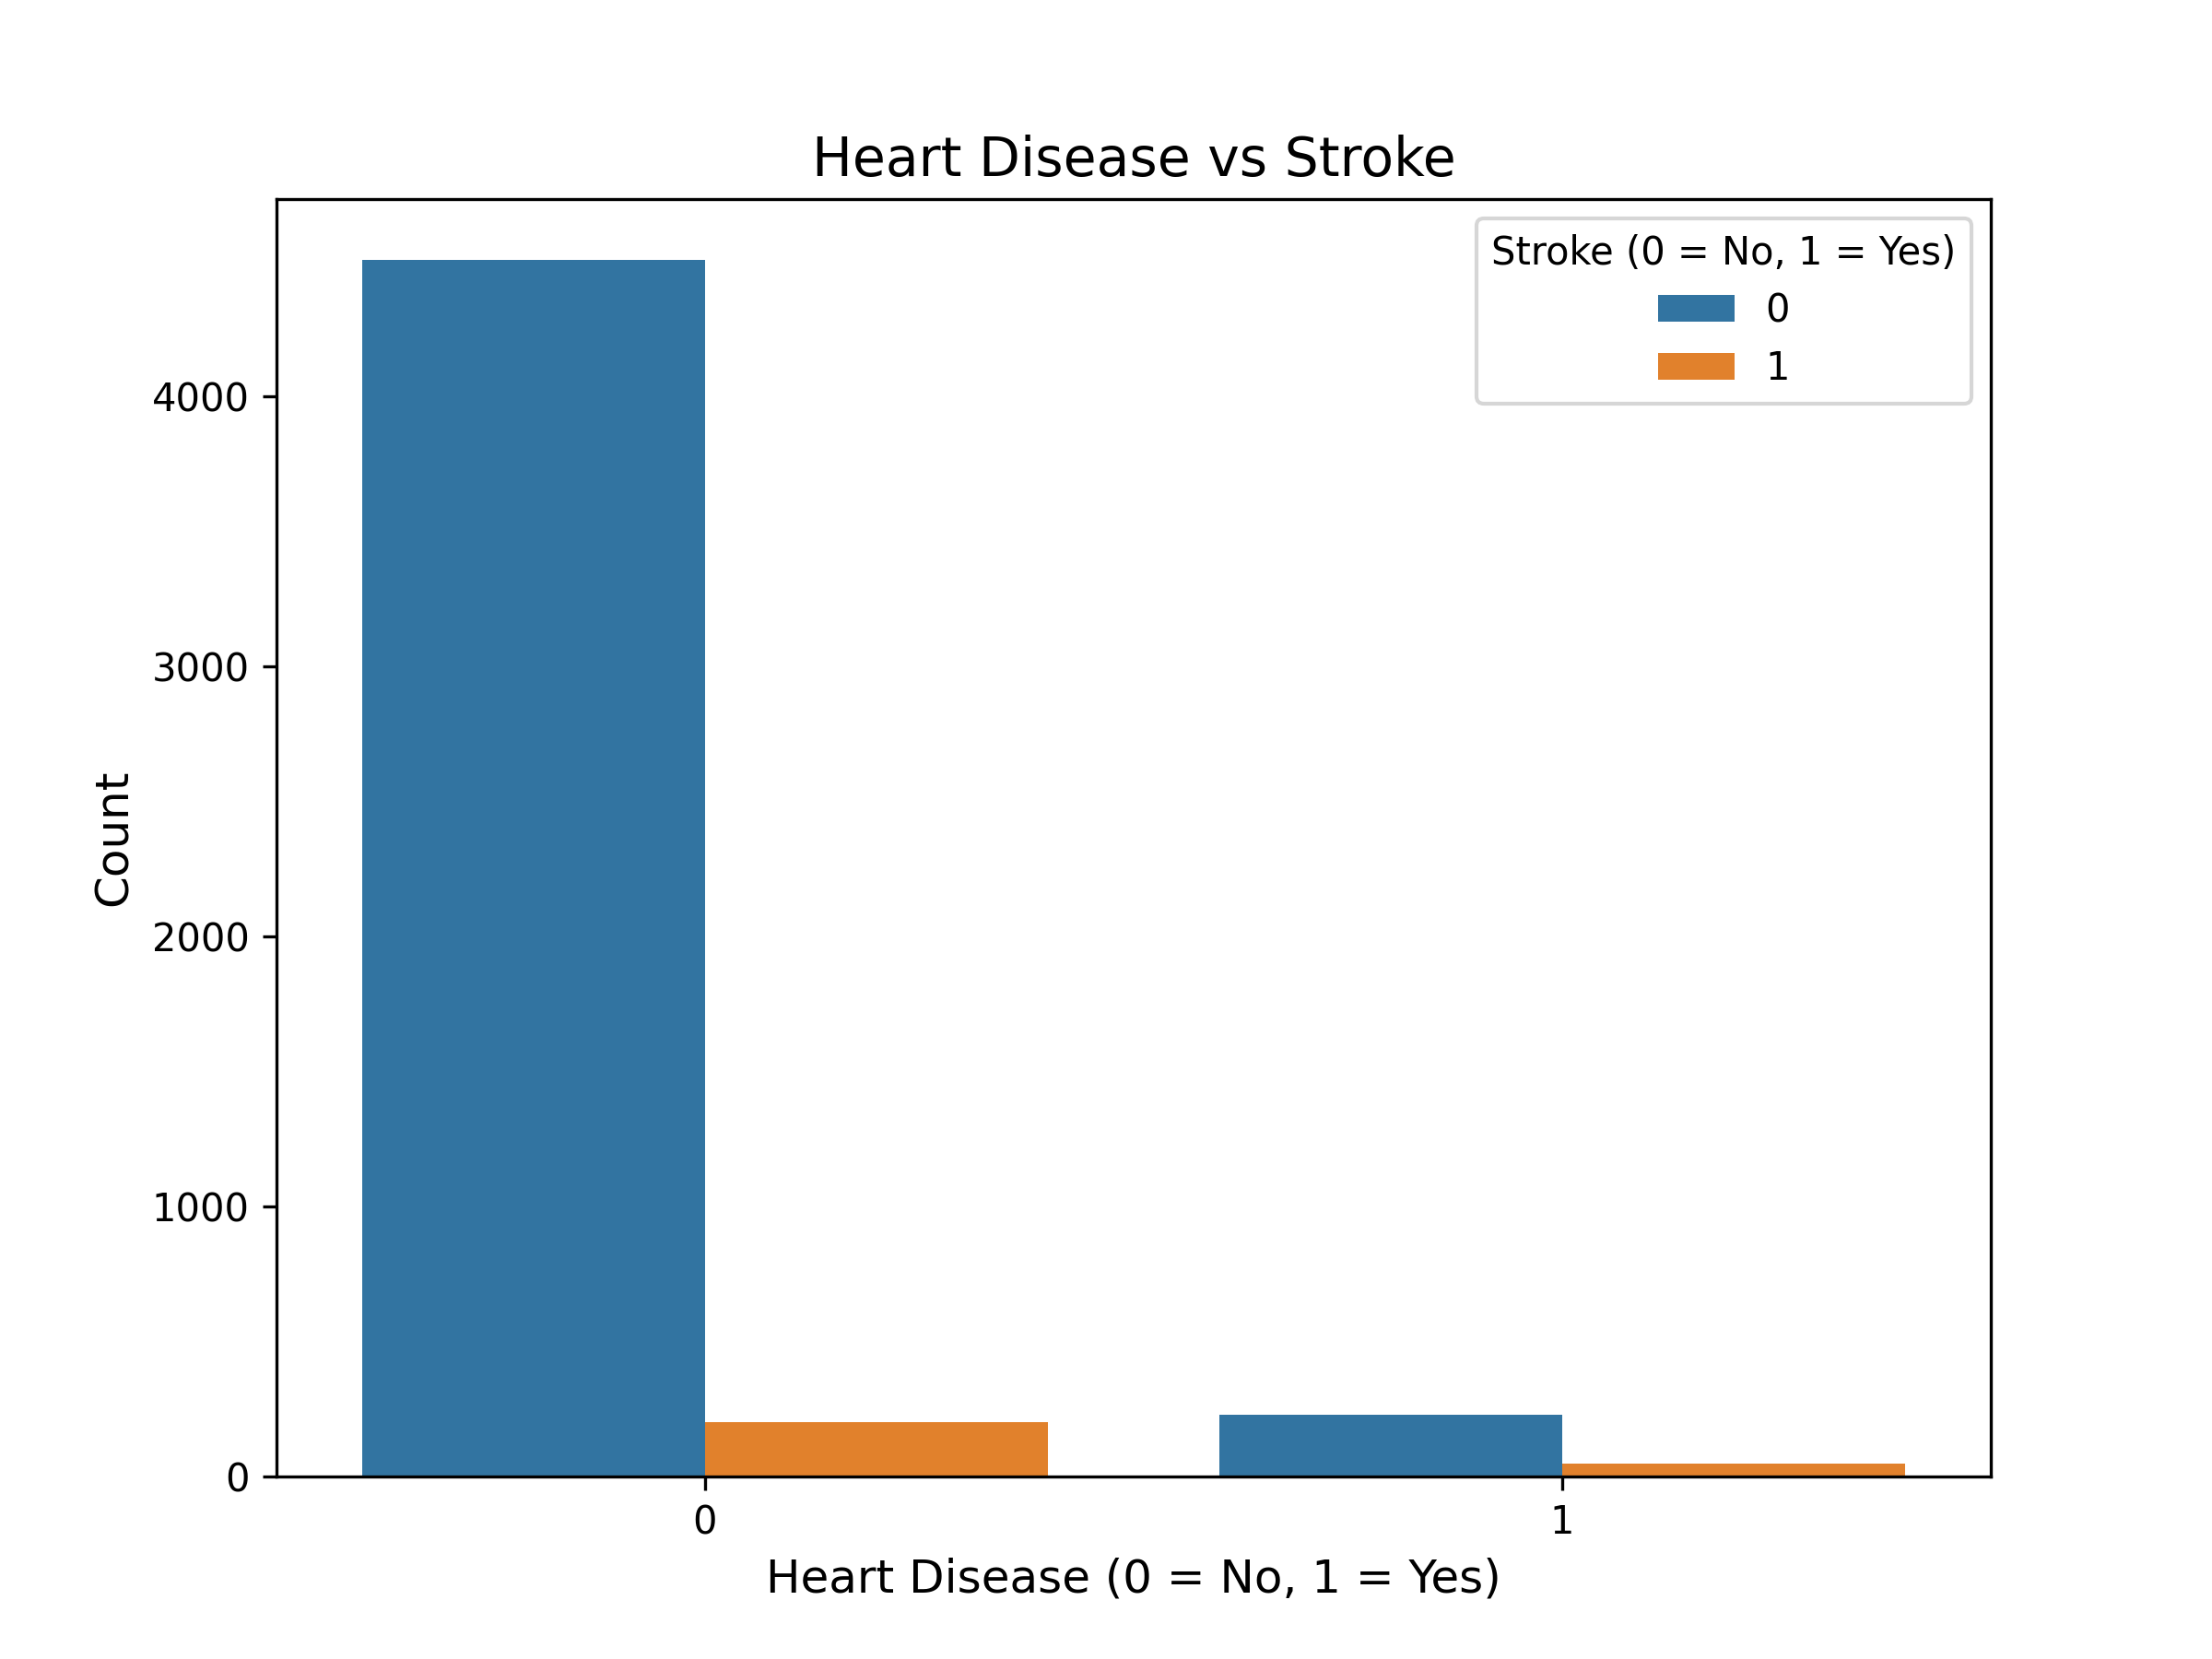 Heart Disease vs Stroke
Stroke (0 = No, 1 = Yes)
0
1
4000
3000
2000
1000
0
Count
0 1
Heart Disease (0 = No, 1 = Yes)